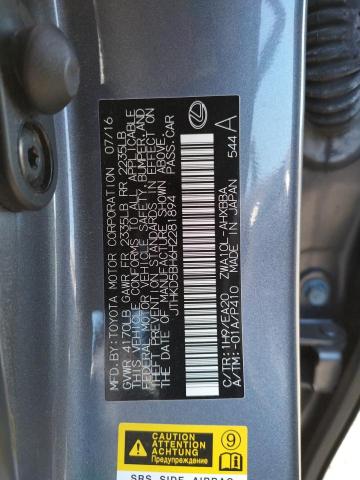 MFD.BY:TOYOTA MOTOR CORPORATION 07/16
GVWR 4170LB GAWR FR 2335LB RR 2235LB
THIS VEHICLE CONFORMS TO ALL APPLICABLE
FEDERAL MOTOR VEHICLE SAFETY, BUMPER, AND
THEFT PREVENTION STANDARDS IN EFFECT ON
THE DATE OF MANUFACTURE SHOWN ABOVE.
JTHKD5BH6H2281894 PASS.CAR
C/TR:1H9/EA20 ZWA10L-AHXBBA
A/TM:-01A/P410 MADE IN JAPAN
544 A
CAUTION
ATTENTION
ACHTUNG
Предупреждение
9
SRS SIDE AIRBAG